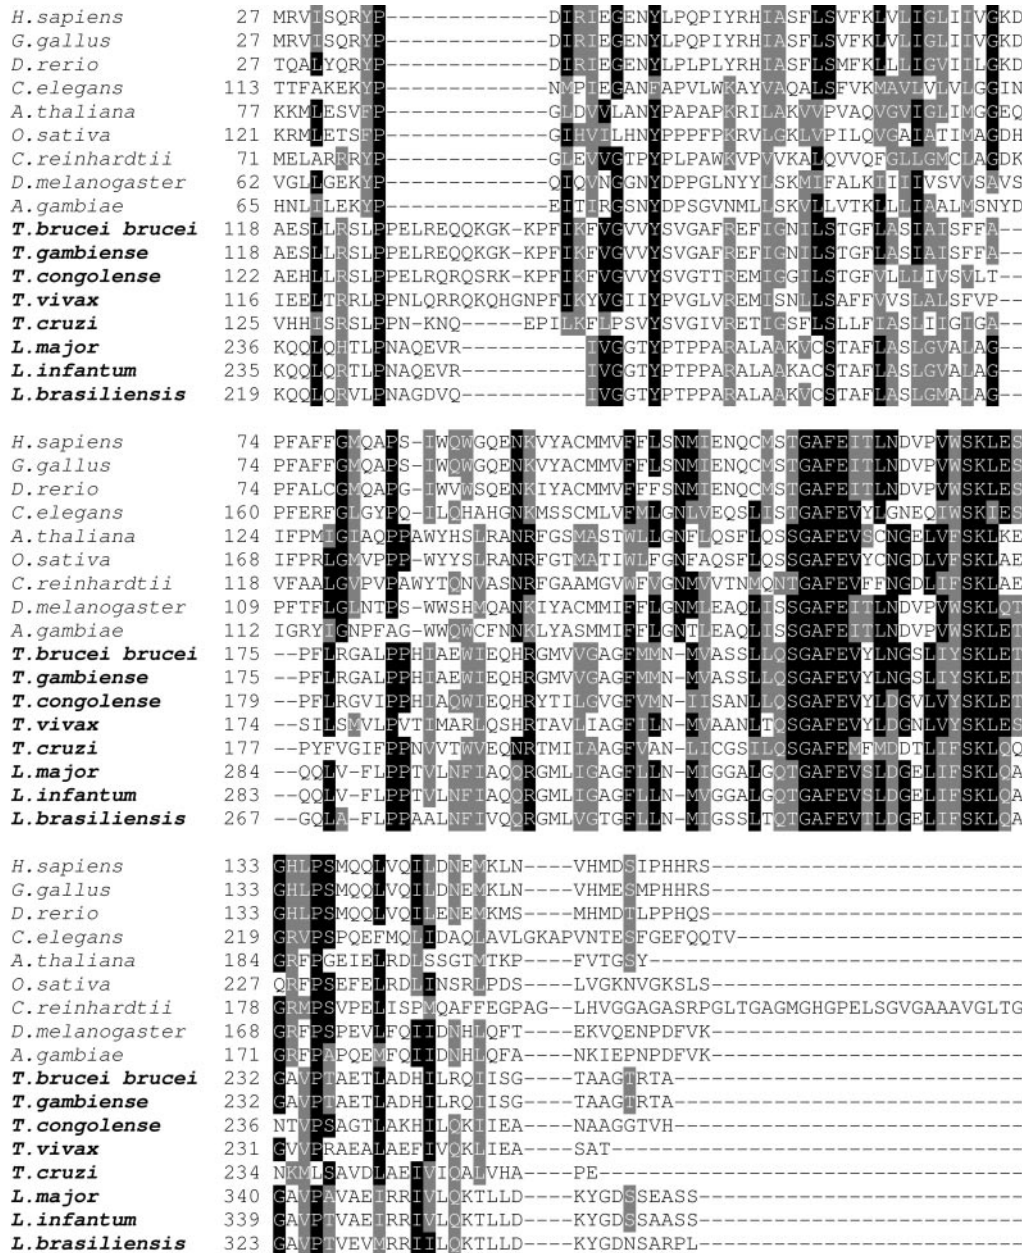 H.sapiens 27 MRVISQRYP-------------DIRIEGENYLPQPIYRHIASFLSVFKLVLIGLIIVGKD
G.gallus 27 MRVISQRYP-------------DIRIEGENYLPQPIYRHIASFLSVFKLVLIGLIIVGKD
D.rerio 27 TQALYQRYP-------------DIRIEGENYLPLPLYRHIASFLSMFKLLLIGVIILGKD
C.elegans 113 TTFAKEKYP-------------NMPIEGANFAPVLWKAYVAQALSFVKMAVLVLVLGGIN
A.thaliana 77 KKMLESVFP-------------GLDVVLANYPAPAPKRILAKVVPVAQVGVIGLIMGGEQ
O.sativa 121 KRMLETSFP-------------GIHVILHNYPPPFPKRVLGKLVPILQVGAIATIMAGDH
C.reinhardtii 71 MELARRRYP-------------GLEVVGTPYPLPAWKVPVVKALQVVQFGLLGMCLAGDK
D.melanogaster 62 VGLLGEKYP-------------QIQVNGGNYDPPGLNYYLSKMIFALKIIIIVSVVSAVS
A.gambiae 65 HNLILEKYP-------------EITIRGSNYDPSGVNMLLSKVLLVTKLLLIAALMSNYD
T.brucei brucei 118 AESLLRSLPPELREQQKGK-KPFIKFVGVVYSVGAFREFIGNILSTGFLASIAISFFA--
T.gambiense 118 AESLLRSLPPELREQQKGK-KPFIKFVGVVYSVGAFREFIGNILSTGFLASIAISFFA--
T.congolense 122 AEHLLRSLPPELRQRQSRK-KPFIKFVGVVYSVGTTREMIGGILSTGFVLLLIVSVLT--
T.vivax 116 IEELTRRLPPNLQRRQKQHGNPFIKYVGIIYPVGLVREMISNLLSAFFVVSLALSFVP--
T.cruzi 125 VHHISRSLPPN-KNQ-----EPILKFLPSVYSVGIVRETIGSFLSLLFIASLIIGIGA--
L.major 236 KQQLQHTLPNAQEVR----------IVGGTYPTPPARALAAKVCSTAFLASLGVALAG--
L.infantum 235 KQQLQRTLPNAQEVR----------IVGGTYPTPPARALAAKACSTAFLASLGVALAG--
L.brasiliensis 219 KQQLQRVLPNAGDVQ----------IVGGTYPTPPARALAAKVCSTAFLASLGMALAG--
H.sapiens 74 PFAFFGMQAPS-IWQWGQENKVYACMMVFFLSNMIENQCMSTGAFEITLNDVPVWSKLES
G.gallus 74 PFAFFGMQAPS-IWQWGQENKVYACMMVFFLSNMIENQCMSTGAFEITLNDVPVWSKLES
D.rerio 74 PFALCGMQAPG-IWVWSQENKIYACMMVFFFSNMIENQCMSTGAFEITLNDVPVWSKLES
C.elegans 160 PFERFGLGYPQ-ILQHAHGNKMSSCMLVFMLGNLVEQSLISTGAFEVYLGNEQIWSKIES
A.thaliana 124 IFPMIGIAQPPAWYHSLRANRFGSMASTWLLGNFLQSFLQSSGAFEVSCNGELVFSKLKE
O.sativa 168 IFPRLGMVPPP-WYYSLRANRFGTMATIWLFGNFAQSFLQSSGAFEVYCNGDLVFSKLAE
C.reinhardtii 118 VFAALGVPVPAWYTQNVASNRFGAAMGVWFVGNMVVTNMQNTGAFEVFFNGDLIFSKLAE
D.melanogaster 109 PFTFLGLNTPS-WWSHMQANKIYACMMIFFLGNMLEAQLISSGAFEITLNDVPVWSKLQT
A.gambiae 112 IGRYIGNPFAG-WWQWCFNNKLYASMMIFFLGNTLEAQLISSGAFEITLNDVPVWSKLET
T.brucei brucei 175 --PFLRGALPPHIAEWIEQHRGMVVGAGFMMN-MVASSLLQSGAFEVYLNGSLIYSKLET
T.gambiense 175 --PFLRGALPPHIAEWIEQHRGMVVGAGFMMN-MVASSLLQSGAFEVYLNGSLIYSKLET
T.congolense 179 --PFLRGVIPPHIAQWIEQHRYTILGVGFVMN-IISANLLQSGAFEVYLDGVLVYSKLET
T.vivax 174 --SILSMVLPVTIMARLQSHRTAVLIAGFILN-MVAANLTQSGAFEVYLDGNLVYSKLET
T.cruzi 177 --PYFVGIFPPNVVTWVEQNRTMIIAAGFVAN-LICGSILQSGAFEMFMDDTLIFSKLQQ
L.major 284 --QQLV-FLPPTVLNFIAQQRGMLIGAGFLLN-MIGGALGQTGAFEVSLDGELIFSKLQA
L.infantum 283 --QQLV-FLPPTVLNFIAQQRGMLIGAGFLLN-MVGGALGQTGAFEVSLDGELIFSKLQA
L.brasiliensis 267 --GQLA-FLPPAALNFIVQQRGMLVGTGFLLN-MIGSSLTQTGAFEVTLDGELIFSKLQA
H.sapiens 133 GHLPSMQQLVQILDNEMKLN----VHMDSIPHHRS-------------------------
G.gallus 133 GHLPSMQQLVQILDNEMKLN----VHMESMPHHRS-------------------------
D.rerio 133 GHLPSMQQLVQILENEMKMS----MHMDTLPPHQS-------------------------
C.elegans 219 GRVPSPQEFMQLIDAQLAVLGKAPVNTESFGEFQQTV-----------------------
A.thaliana 184 GRFPGEIELRDLISGTMTKP----FVTGSY------------------------------
O.sativa 227 QRFPSEFELRDLINSRLPDS----LVGKNVGKSLS-------------------------
C.reinhardtii 178 GRMPSVPELISPMQAFFEGPAG--LHVGGAGASRPGLTGAGMGHGPELSGVGAAAVGLTG
D.melanogaster 168 GRFPSPEVLFQIIDNHLQFT----EKVQENPDFVK-------------------------
A.gambiae 171 GRFPAPQEMFQIIDNHLQFA----NKIEPNPDFVK-------------------------
T.brucei brucei 232 GAVPTAETLADHILRQIISG----TAAGTRTA----------------------------
T.gambiense 232 GAVPTAETLADHILRQIISG----TAAGTRTA----------------------------
T.congolense 236 NTVPSAGTLAKHILQKIIEA----NAAGGTVH----------------------------
T.vivax 231 GVVPRAEALAEFIVQKLIEA----SAT---------------------------------
T.cruzi 234 NKMLSAVDLAEIVIQALVHA----PE----------------------------------
L.major 340 GAVPAVAEIRRIVLQKTLLD----KYGDSSEASS--------------------------
L.infantum 339 GAVPTVAEIRRIVLQKTLLD----KYGDSSAASS--------------------------
L.brasiliensis 323 GAVPTVEVMRRIILQKTLLD----KYGDNSARPL--------------------------